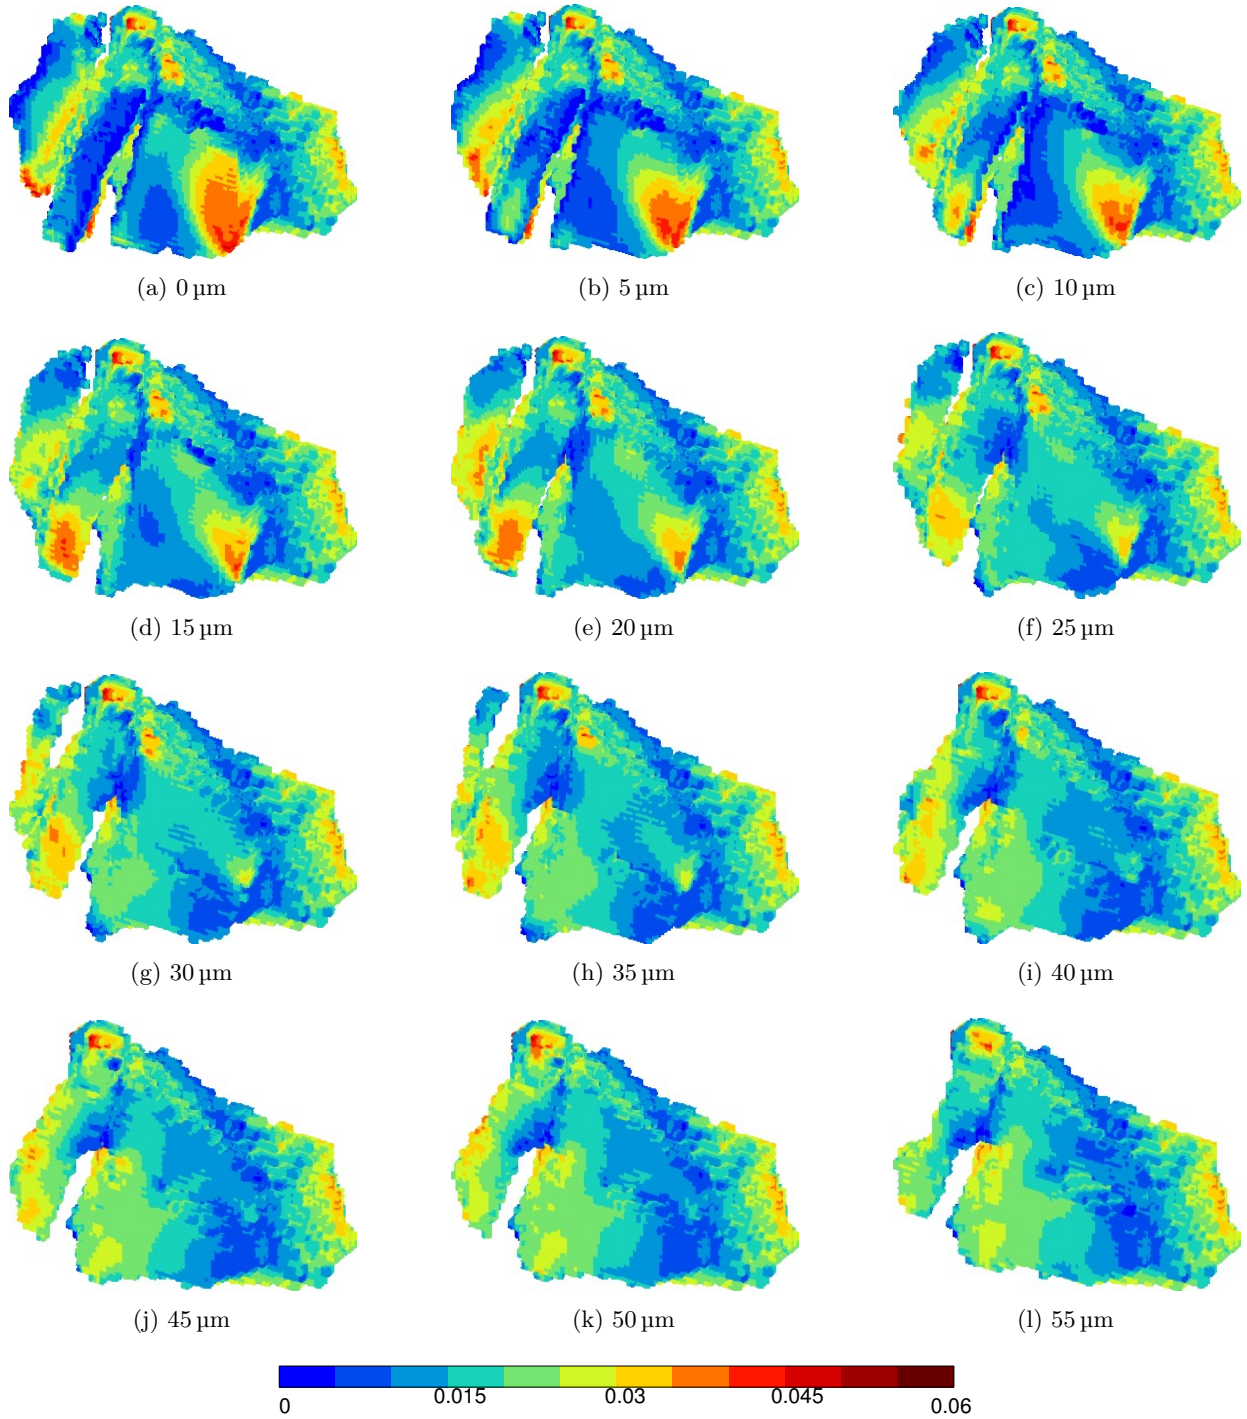 (a) 0 µm
(b) 5 µm
(c) 10 µm
(d) 15 µm
(e) 20 µm
(f) 25 µm
(g) 30 µm
(h) 35 µm
(i) 40 µm
(j) 45 µm
(k) 50 µm
(l) 55 µm
0 0.015 0.03 0.045 0.06